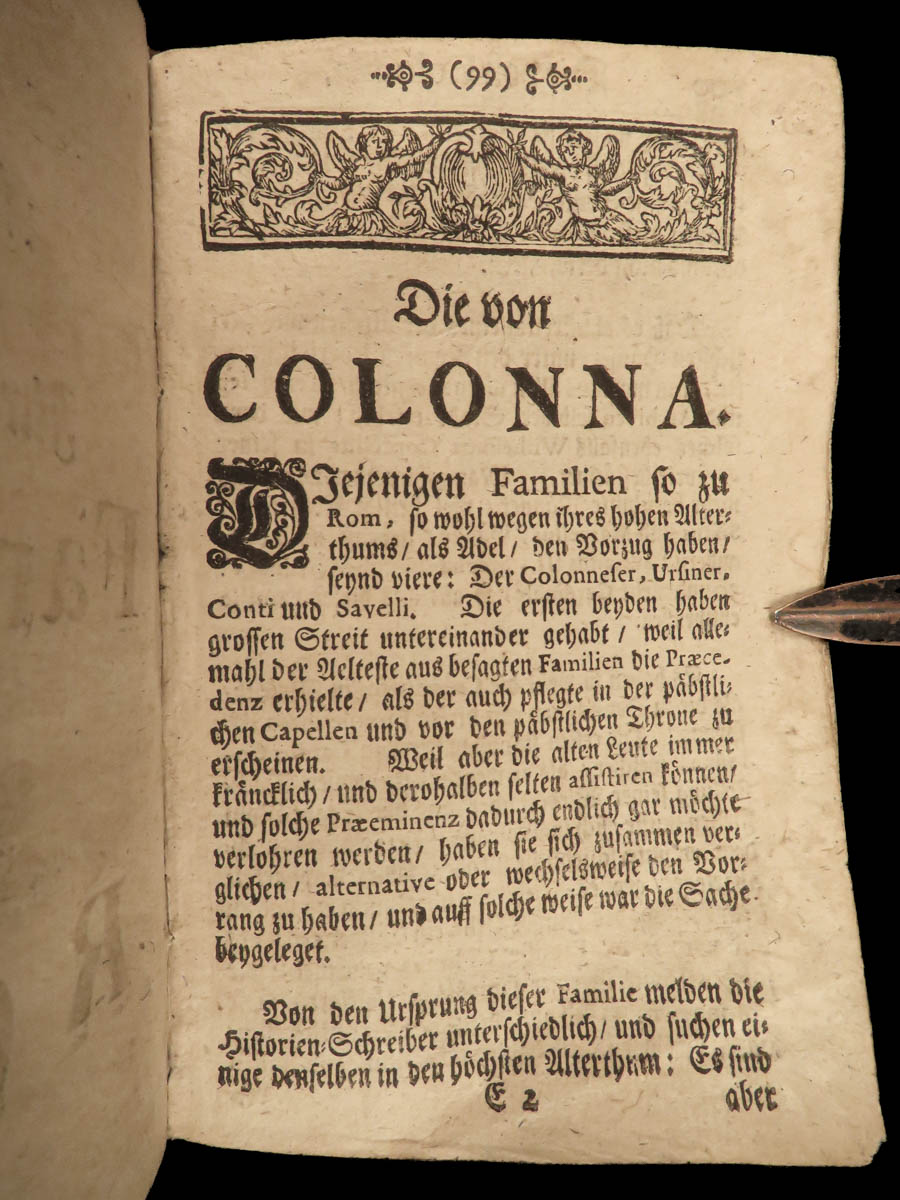 (99)
Die von
COLONNA.
DIejenigen Familien so zu
Rom, so wohl wegen ihres hohen Alter=
thums/ als Adel/ den Vorzug haben/
seynd viere: Der Colonneser, Ursiner,
Conti und Savelli. Die ersten beyden haben
grossen Streit untereinander gehabt/ weil alle=
mahl der Aelteste aus besagten Familien die Præce-
denz erhielte/ als der auch pflegte in der päbstli=
chen Capellen und vor den päbstlichen Throne zu
erscheinen. Weil aber die alten Leute immer
kräncklich/ und derohalben selten assistiren können/
und solche Præeminenz dadurch endlich gar möchte
verlohren werden/ haben sie sich zusammen ver=
glichen/ alternative oder wechselsweise den Vor=
rang zu haben/ und auff solche weise war die Sache
beygeleget.
Von den Ursprung dieser Familie melden die
Historien=Schreiber unterschiedlich/ und suchen ei=
nige denselben in den höchsten Alterthum: Es sind
E 2 aber